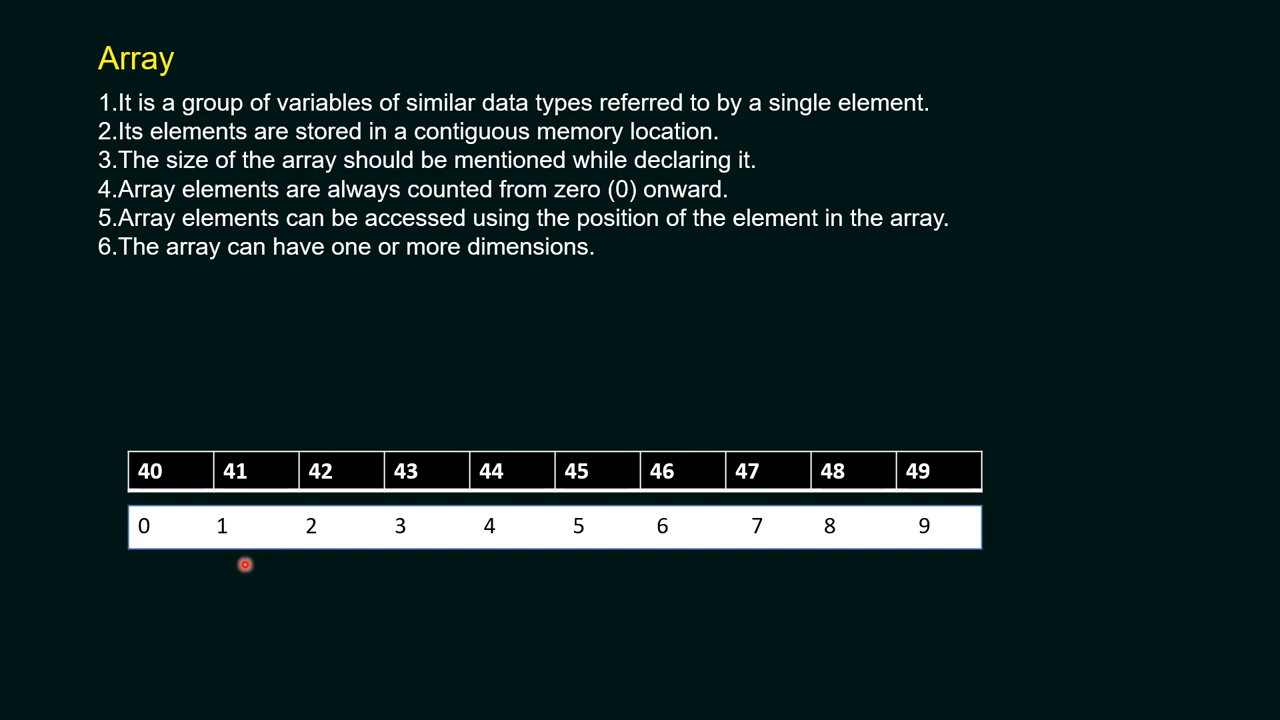 Array
1.It is a group of variables of similar data types referred to by a single element.
2.Its elements are stored in a contiguous memory location.
3.The size of the array should be mentioned while declaring it.
4.Array elements are always counted from zero (0) onward.
5.Array elements can be accessed using the position of the element in the array.
6.The array can have one or more dimensions.
40 41 42 43 44 45 46 47 48 49
0 1 2 3 4 5 6 7 8 9